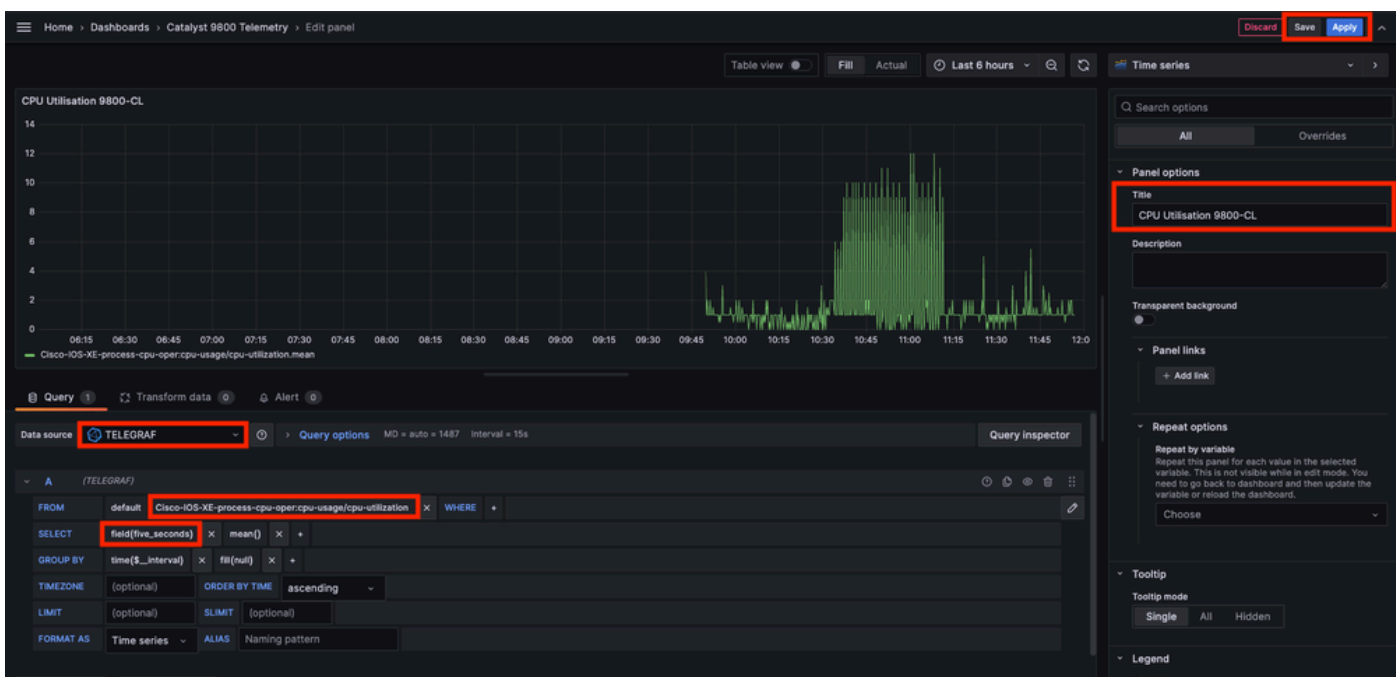 Home › Dashboards › Catalyst 9800 Telemetry › Edit panel
Discard Save Apply
Table view Fill Actual Last 6 hours
Time series
CPU Utilisation 9800-CL
14
12
10
8
6
4
2
0
06:15 06:30 06:45 07:00 07:15 07:30 07:45 08:00 08:15 08:30 08:45 09:00 09:15 09:30 09:45 10:00 10:15 10:30 10:45 11:00 11:15 11:30 11:45 12:0
Cisco-IOS-XE-process-cpu-oper:cpu-usage/cpu-utilization.mean
Search options
All Overrides
Panel options
Title
CPU Utilisation 9800-CL
Description
Transparent background
Panel links
+ Add link
Repeat options
Repeat by variable
Repeat this panel for each value in the selected
variable. This is not visible while in edit mode. You
need to go back to dashboard and then update the
variable or reload the dashboard.
Choose
Tooltip
Tooltip mode
Single All Hidden
Legend
Query 1 Transform data 0 Alert 0
Data source TELEGRAF Query options MD = auto = 1487 Interval = 15s Query inspector
A (TELEGRAF)
FROM default Cisco-IOS-XE-process-cpu-oper:cpu-usage/cpu-utilization × WHERE +
SELECT field(five_seconds) × mean() × +
GROUP BY time($__interval) × fill(null) × +
TIMEZONE (optional) ORDER BY TIME ascending
LIMIT (optional) SLIMIT (optional)
FORMAT AS Time series ALIAS Naming pattern